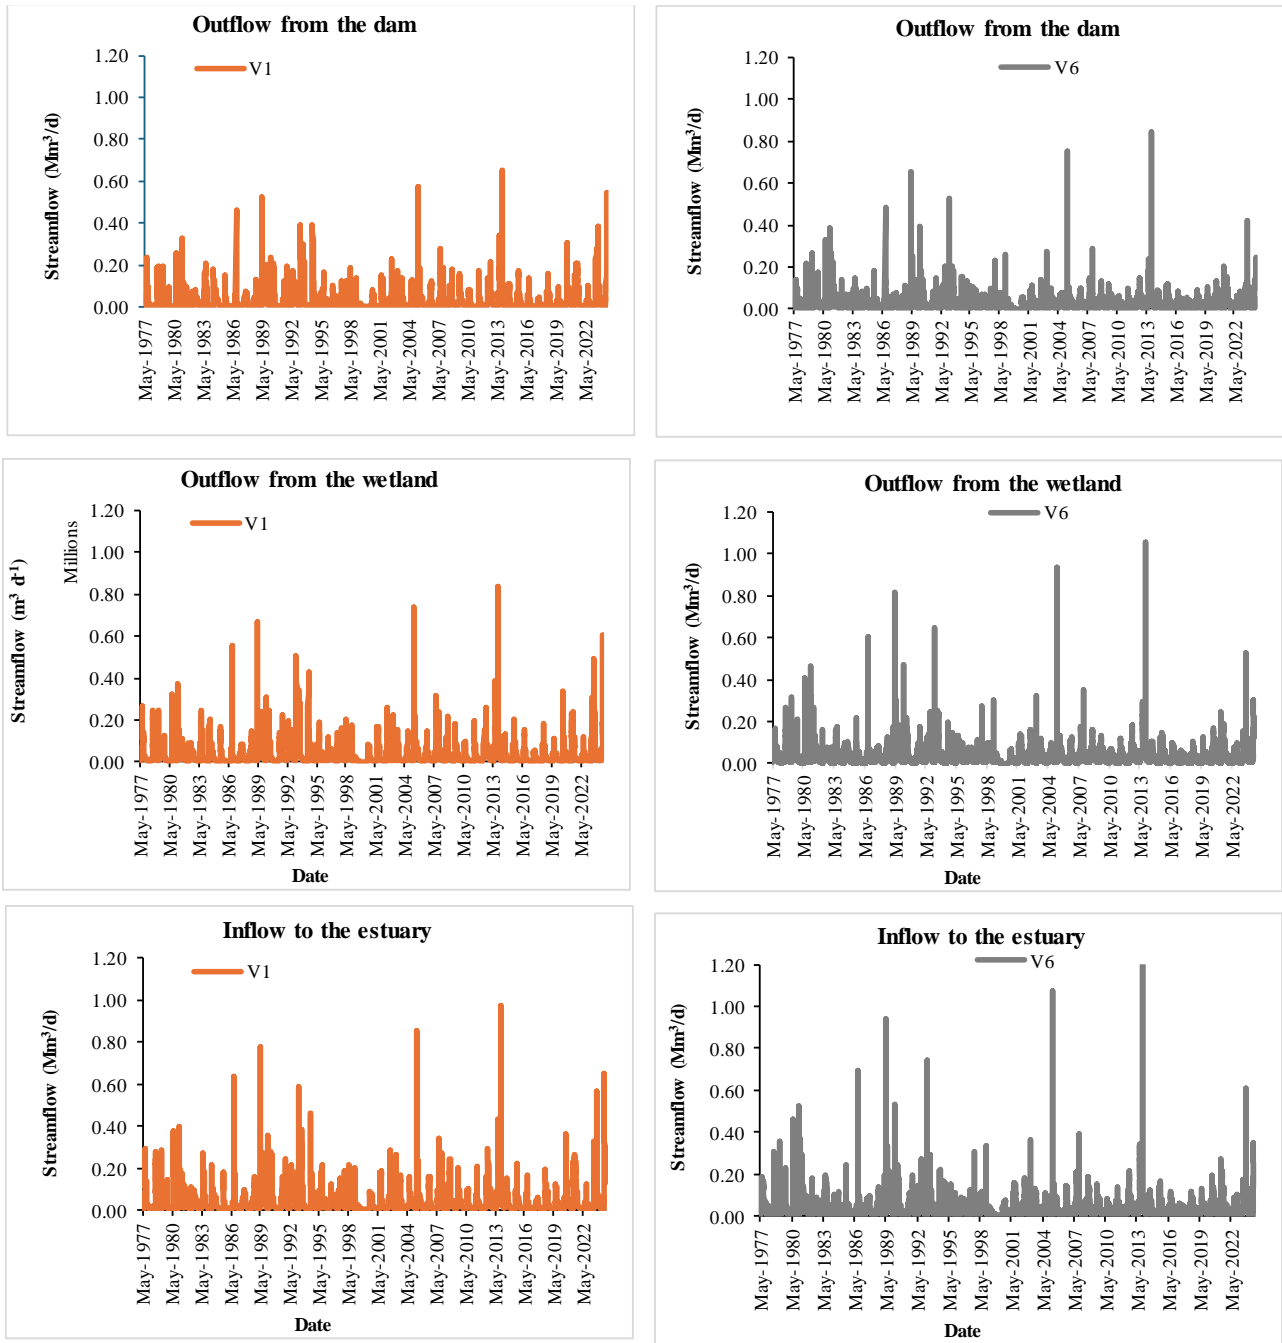 Outflow from the dam
V1
Streamflow (Mm³/d)
1.20
1.00
0.80
0.60
0.40
0.20
0.00
May-1977
May-1980
May-1983
May-1986
May-1989
May-1992
May-1995
May-1998
May-2001
May-2004
May-2007
May-2010
May-2013
May-2016
May-2019
May-2022
Outflow from the dam
V6
Streamflow (Mm³/d)
1.20
1.00
0.80
0.60
0.40
0.20
0.00
May-1977
May-1980
May-1983
May-1986
May-1989
May-1992
May-1995
May-1998
May-2001
May-2004
May-2007
May-2010
May-2013
May-2016
May-2019
May-2022
Outflow from the wetland
V1
Streamflow (m³ d⁻¹)
Millions
1.20
1.00
0.80
0.60
0.40
0.20
0.00
May-1977
May-1980
May-1983
May-1986
May-1989
May-1992
May-1995
May-1998
May-2001
May-2004
May-2007
May-2010
May-2013
May-2016
May-2019
May-2022
Date
Outflow from the wetland
V6
Streamflow (Mm³/d)
1.20
1.00
0.80
0.60
0.40
0.20
0.00
May-1977
May-1980
May-1983
May-1986
May-1989
May-1992
May-1995
May-1998
May-2001
May-2004
May-2007
May-2010
May-2013
May-2016
May-2019
May-2022
Date
Inflow to the estuary
V1
Streamflow (Mm³/d)
1.20
1.00
0.80
0.60
0.40
0.20
0.00
May-1977
May-1980
May-1983
May-1986
May-1989
May-1992
May-1995
May-1998
May-2001
May-2004
May-2007
May-2010
May-2013
May-2016
May-2019
May-2022
Date
Inflow to the estuary
V6
Streamflow (Mm³/d)
1.20
1.00
0.80
0.60
0.40
0.20
0.00
May-1977
May-1980
May-1983
May-1986
May-1989
May-1992
May-1995
May-1998
May-2001
May-2004
May-2007
May-2010
May-2013
May-2016
May-2019
May-2022
Date